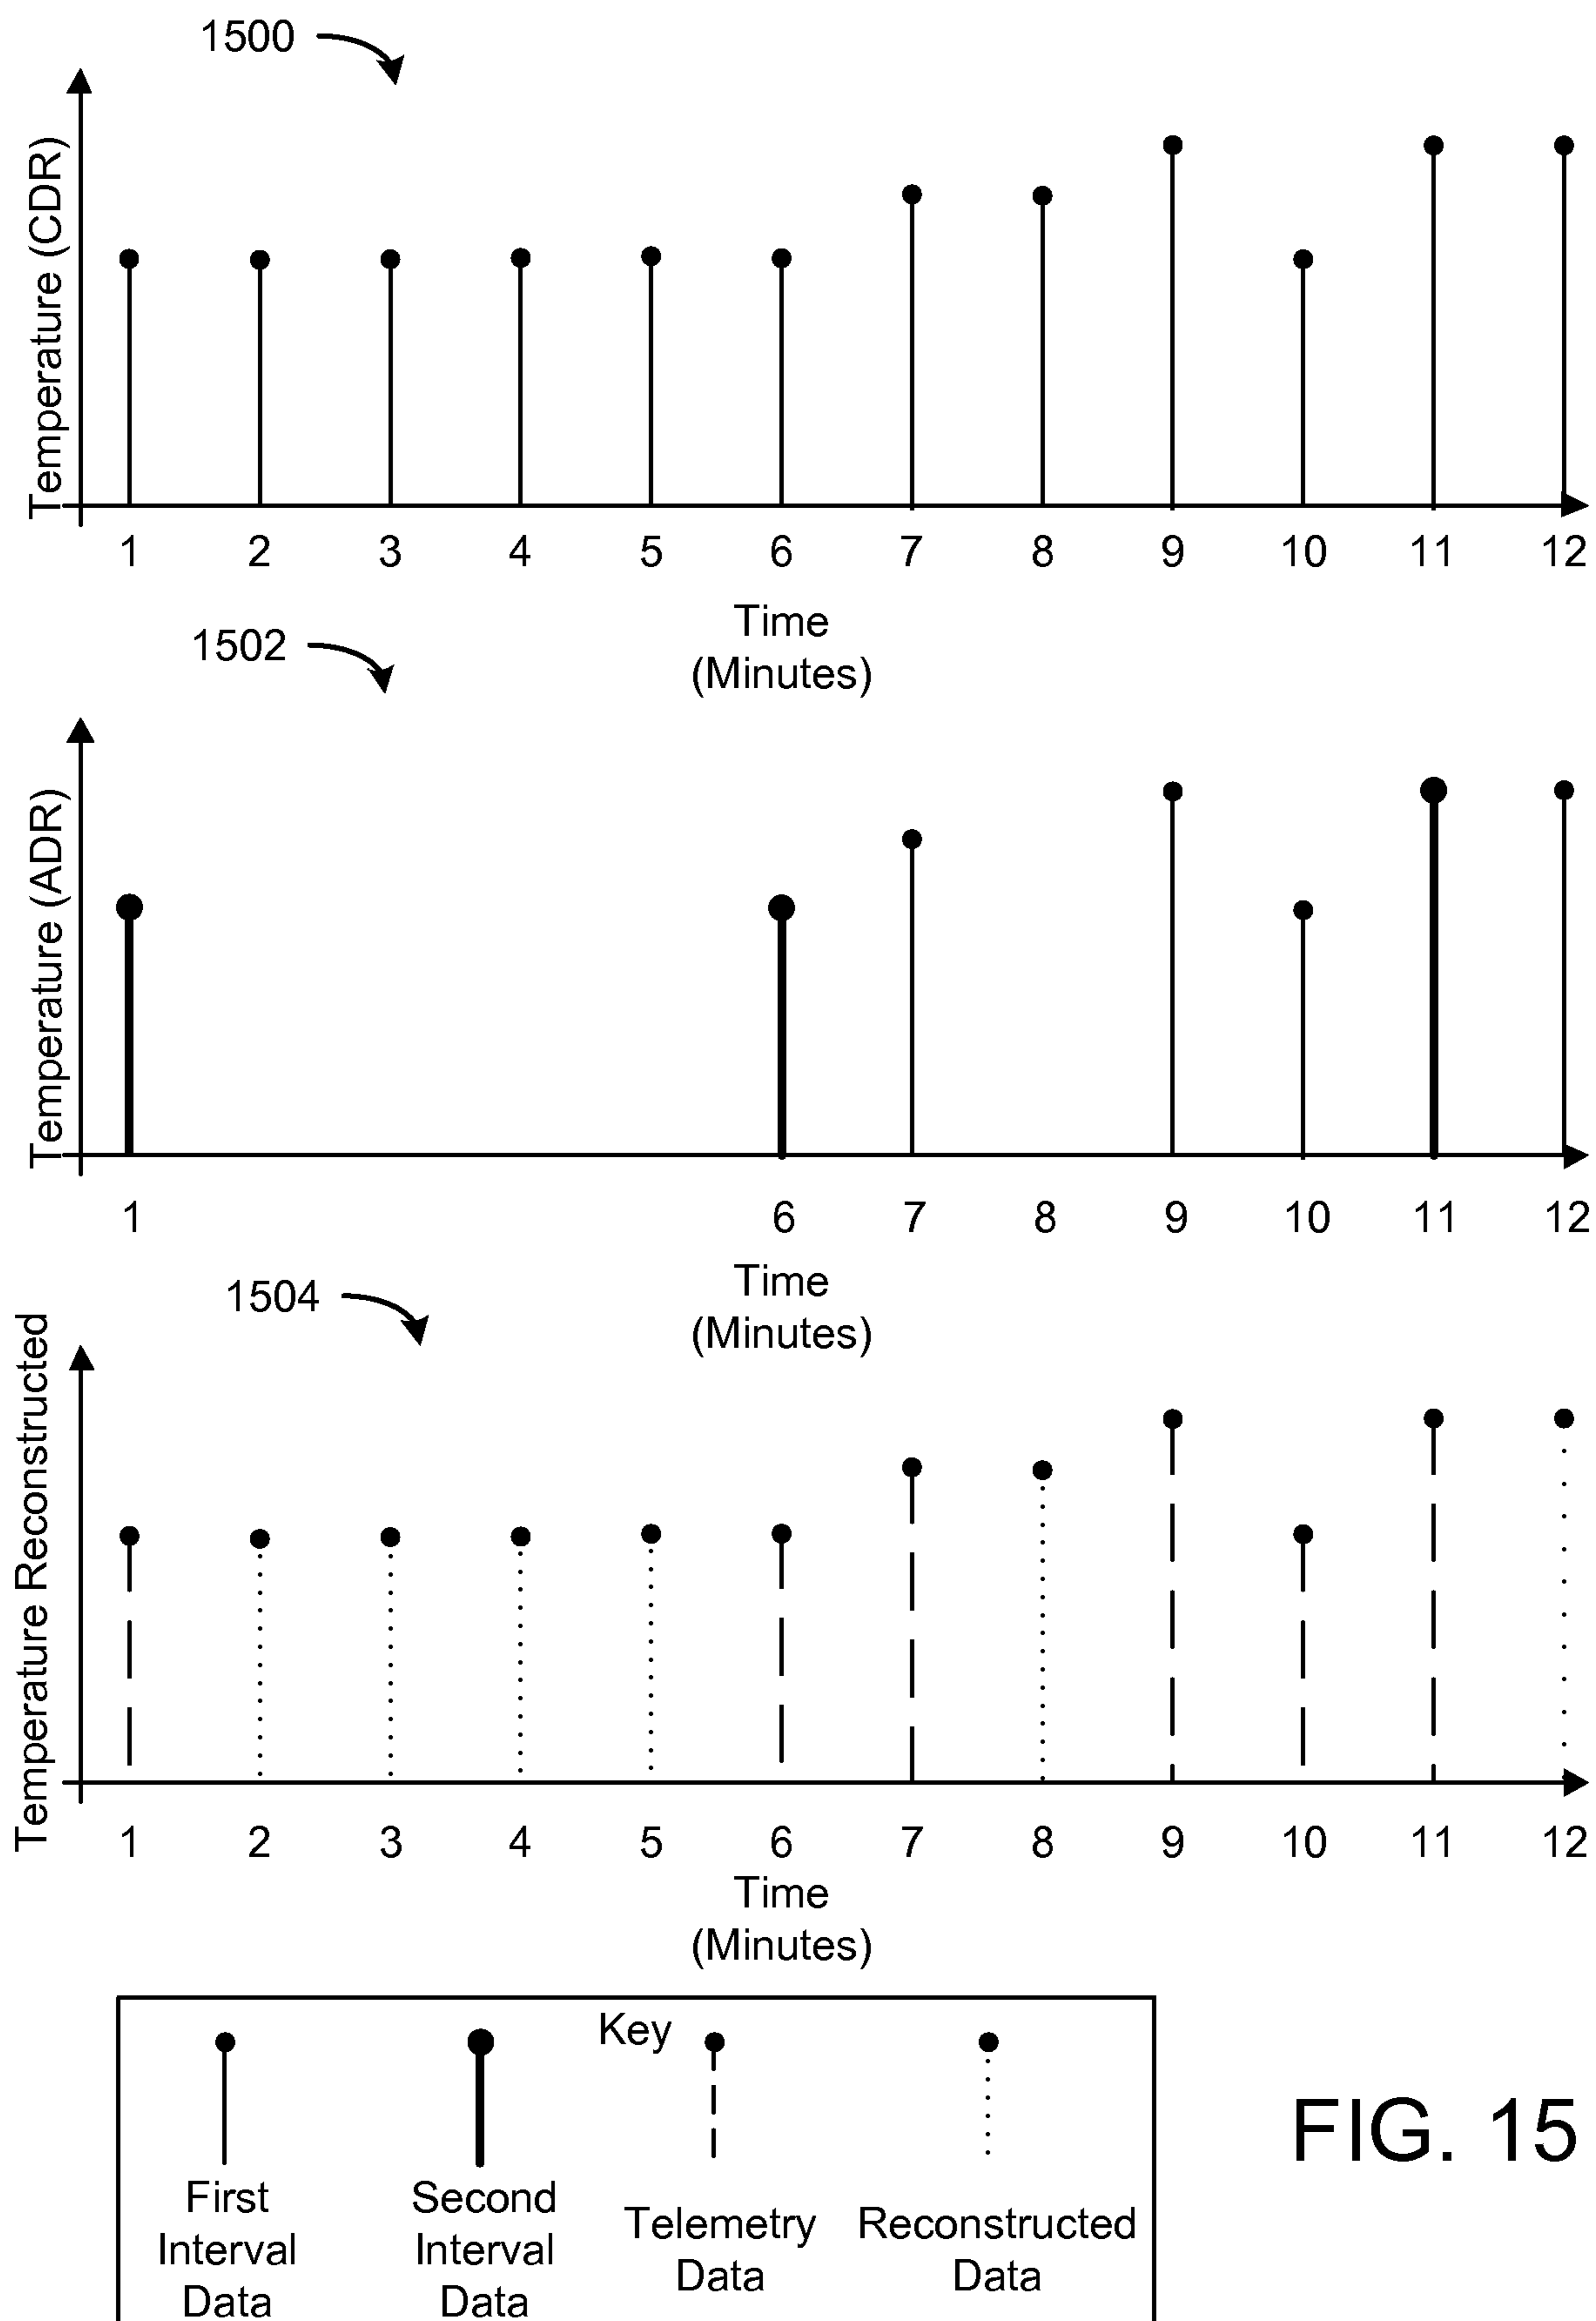 1500
Temperature (CDR)
1 2 3 4 5 6 7 8 9 10 11 12
Time
(Minutes)
1502
Temperature (ADR)
1 6 7 8 9 10 11 12
Time
(Minutes)
1504
Temperature Reconstructed
1 2 3 4 5 6 7 8 9 10 11 12
Time
(Minutes)
Key
First
Interval
Data
Second
Interval
Data
Telemetry
Data
Reconstructed
Data
FIG. 15